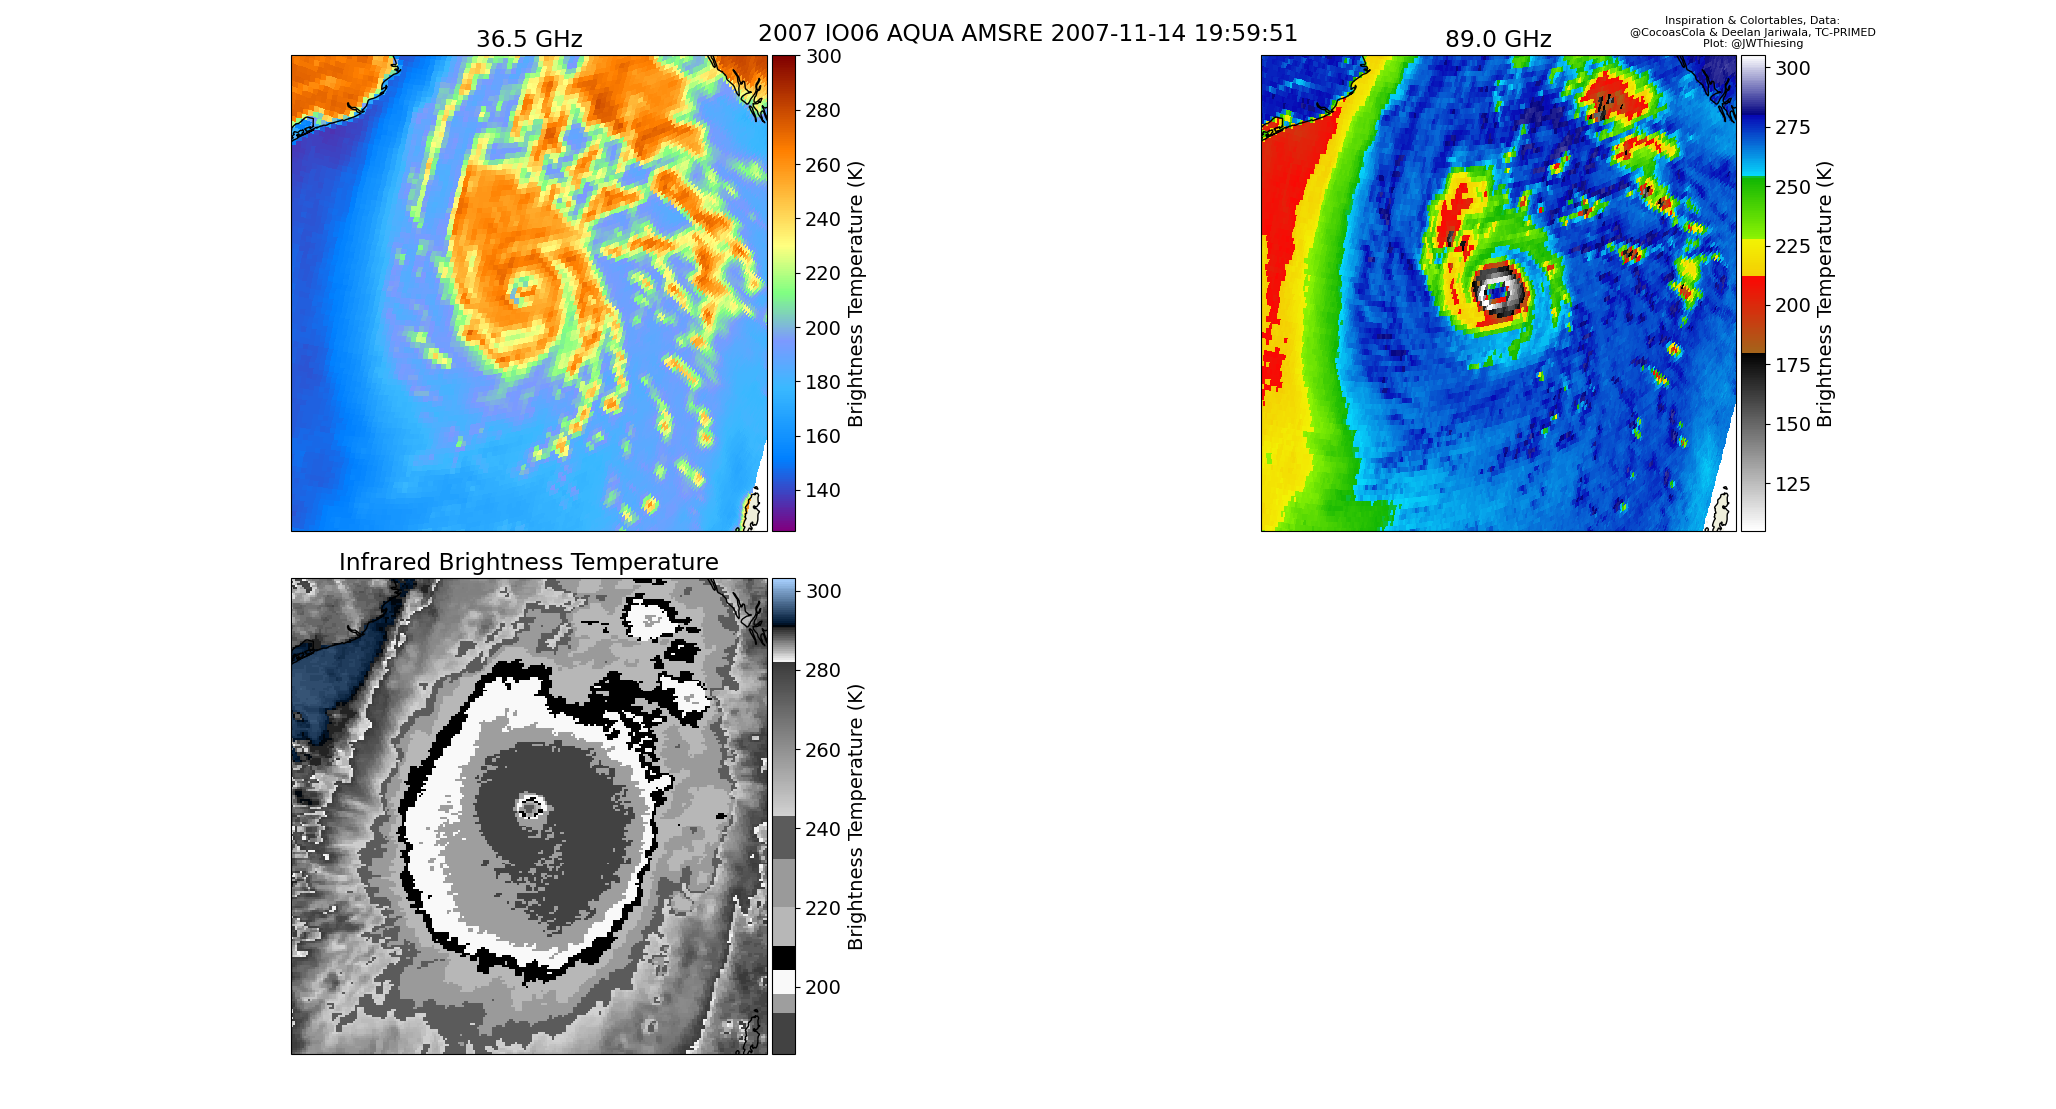 2007 IO06 AQUA AMSRE 2007-11-14 19:59:51
Inspiration & Colortables, Data:
@CocoasCola & Deelan Jariwala, TC-PRIMED
Plot: @JWThiesing
36.5 GHz
300
280
260
240
220
200
180
160
140
Brightness Temperature (K)
89.0 GHz
300
275
250
225
200
175
150
125
Brightness Temperature (K)
Infrared Brightness Temperature
300
280
260
240
220
200
Brightness Temperature (K)